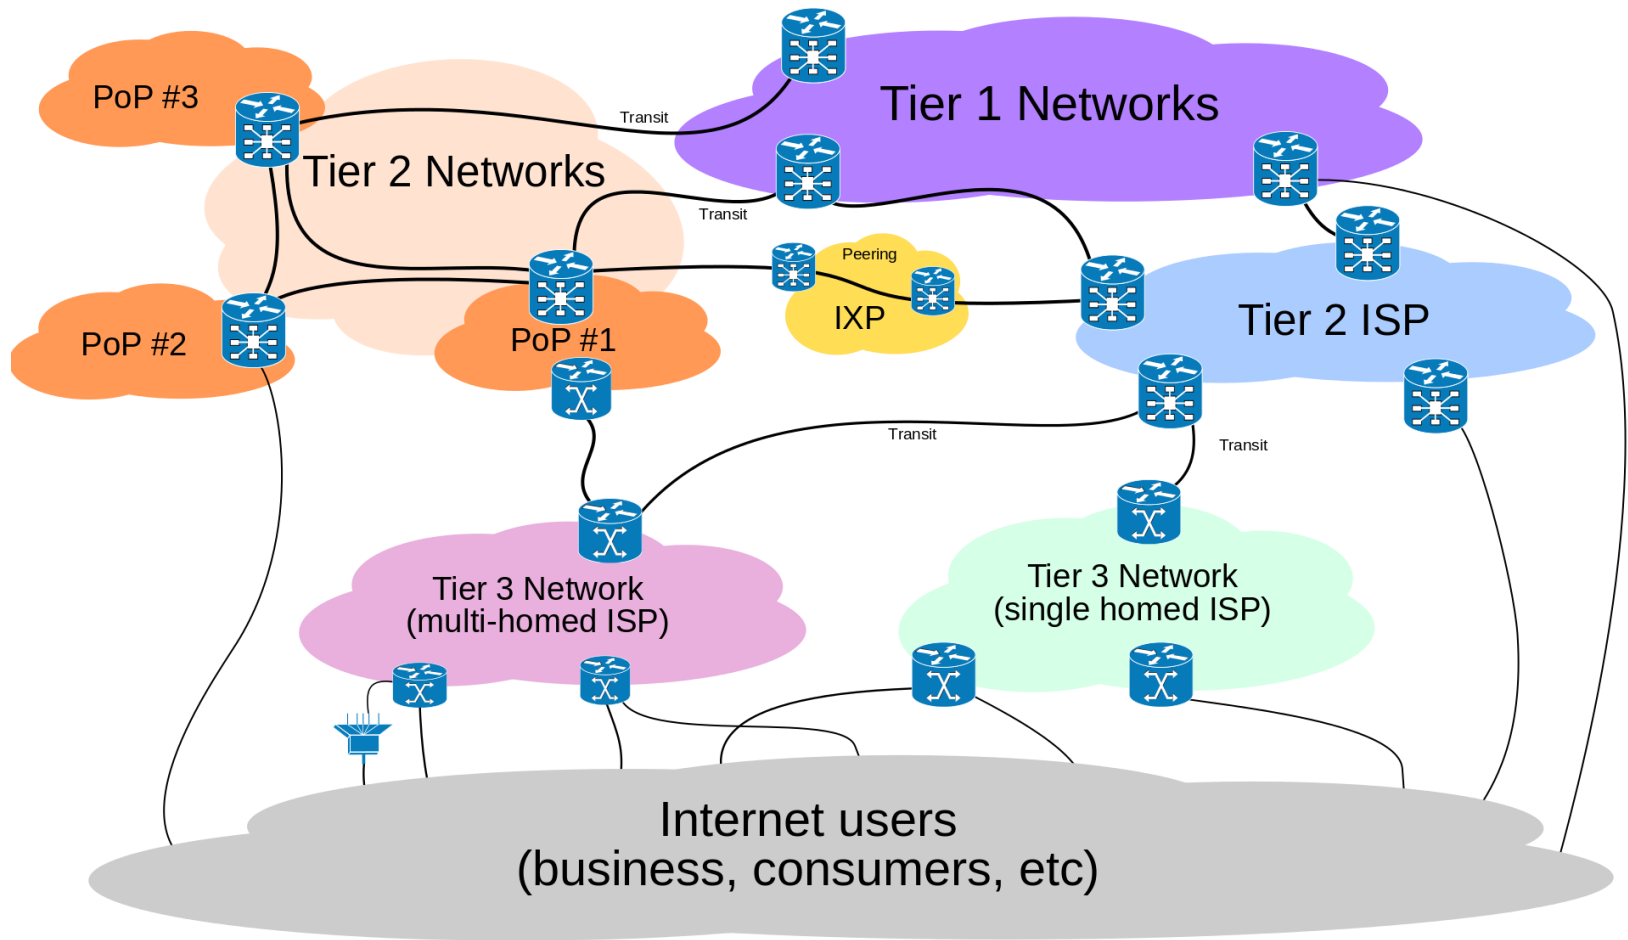 PoP #3
Tier 1 Networks
Transit
Tier 2 Networks
Transit
Peering
IXP
Tier 2 ISP
PoP #2
PoP #1
Transit
Transit
Tier 3 Network
(multi-homed ISP)
Tier 3 Network
(single homed ISP)
Internet users
(business, consumers, etc)